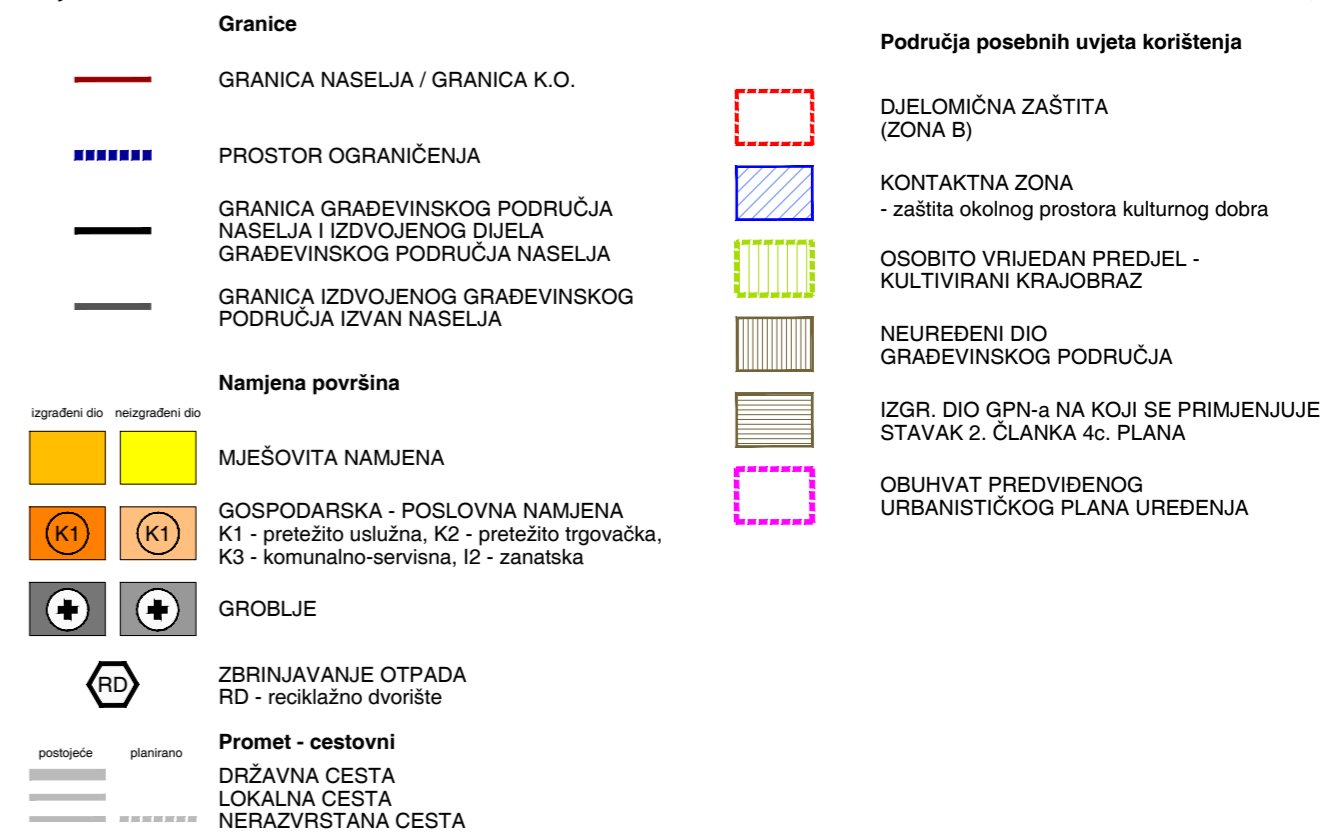 Granice
GRANICA NASELJA / GRANICA K.O.
PROSTOR OGRANIČENJA
GRANICA GRAĐEVINSKOG PODRUČJA
NASELJA I IZDVOJENOG DIJELA
GRAĐEVINSKOG PODRUČJA NASELJA
GRANICA IZDVOJENOG GRAĐEVINSKOG
PODRUČJA IZVAN NASELJA
Namjena površina
izgrađeni dio neizgrađeni dio
MJEŠOVITA NAMJENA
K1 K1
GOSPODARSKA - POSLOVNA NAMJENA
K1 - pretežito uslužna, K2 - pretežito trgovačka,
K3 - komunalno-servisna, I2 - zanatska
GROBLJE
RD
ZBRINJAVANJE OTPADA
RD - reciklažno dvorište
Promet - cestovni
postojeće planirano
DRŽAVNA CESTA
LOKALNA CESTA
NERAZVRSTANA CESTA
Područja posebnih uvjeta korištenja
DJELOMIČNA ZAŠTITA
(ZONA B)
KONTAKTNA ZONA
- zaštita okolnog prostora kulturnog dobra
OSOBITO VRIJEDAN PREDJEL -
KULTIVIRANI KRAJOBRAZ
NEUREĐENI DIO
GRAĐEVINSKOG PODRUČJA
IZGR. DIO GPN-a NA KOJI SE PRIMJENJUJE
STAVAK 2. ČLANKA 4c. PLANA
OBUHVAT PREDVIĐENOG
URBANISTIČKOG PLANA UREĐENJA